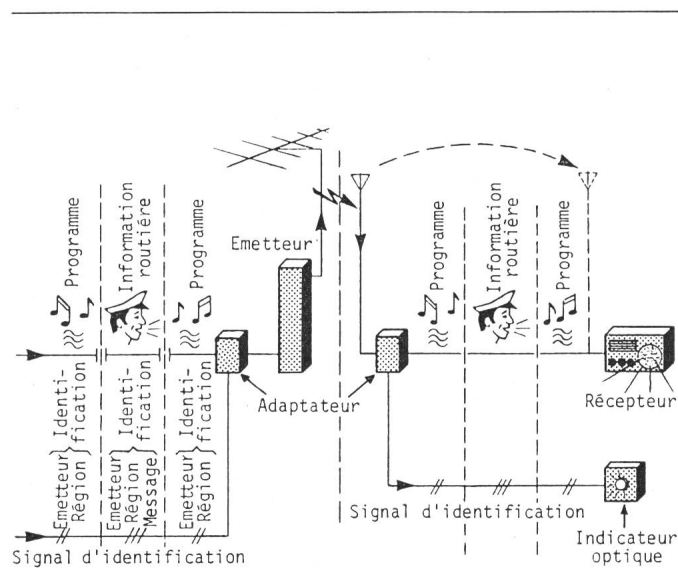 Programme
Information
routière
Programme
Emetteur
Programme
Information
routière
Programme
Adaptateur
Récepteur
Identi-
fication
Emetteur
Région
Identi-
fication
Emetteur
Région
Message
Identi-
fication
Emetteur
Région
Signal d'identification
Signal d'identification
Indicateur
optique